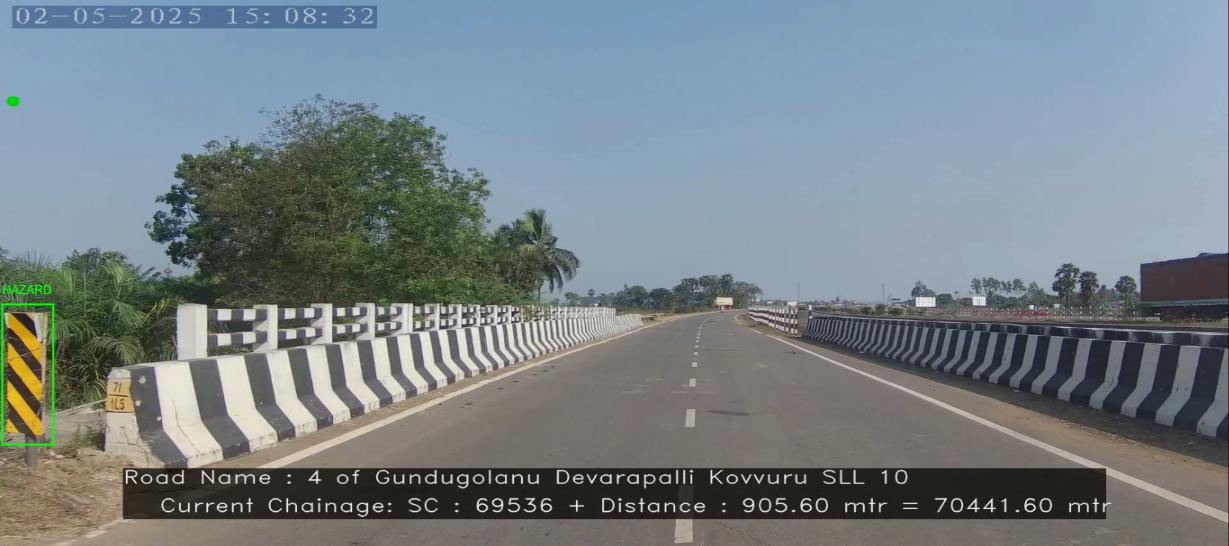 02-05-2025 15:08:32
HAZARD
71
1LS
Road Name : 4 of Gundugolanu Devarapalli Kovvuru SLL 10
Current Chainage: SC : 69536 + Distance : 905.60 mtr = 70441.60 mtr